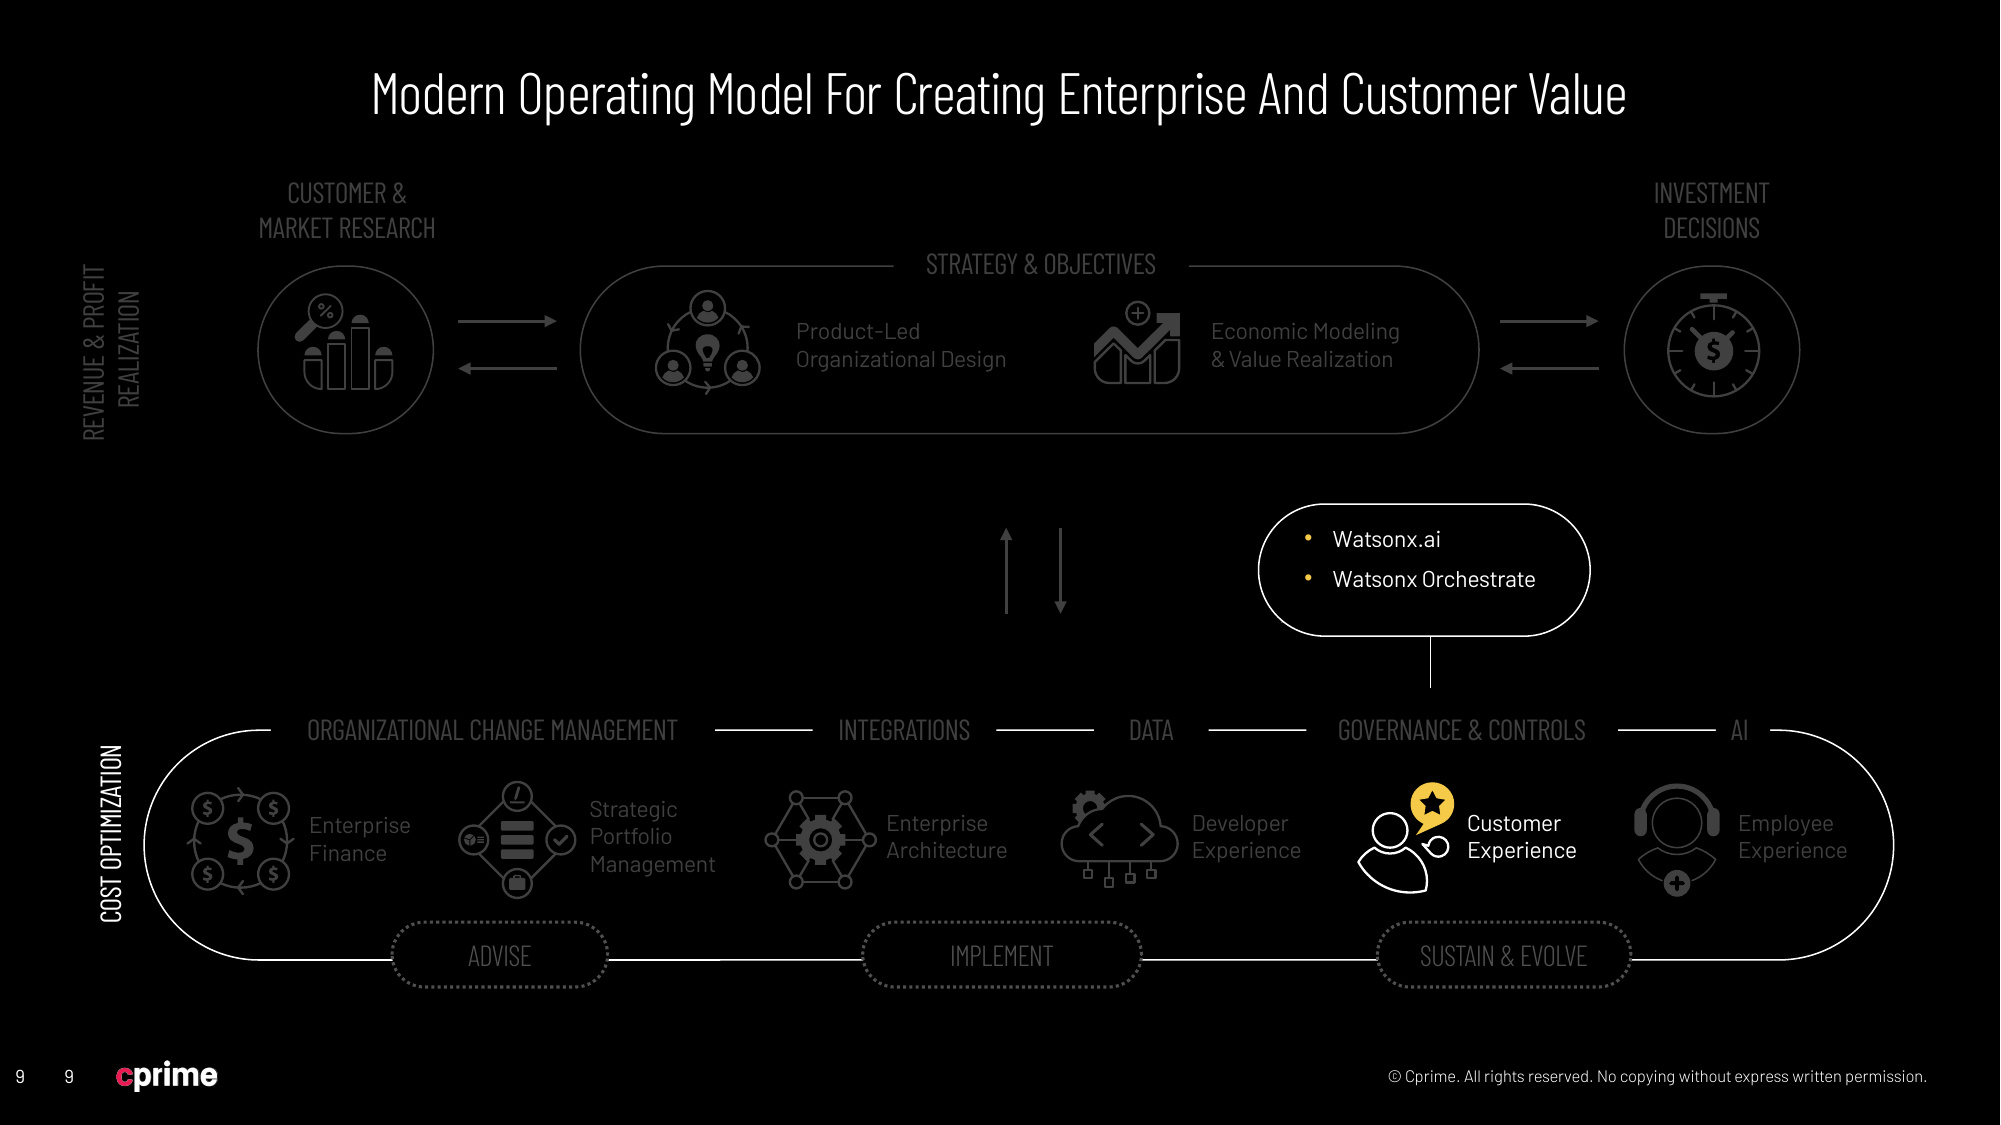 Modern Operating Model For Creating Enterprise And Customer Value
CUSTOMER &
MARKET RESEARCH
INVESTMENT
DECISIONS
REVENUE & PROFIT
REALIZATION
STRATEGY & OBJECTIVES
%
Product-Led
Organizational Design
Economic Modeling
& Value Realization
$
• Watsonx.ai
• Watsonx Orchestrate
COST OPTIMIZATION
ORGANIZATIONAL CHANGE MANAGEMENT
INTEGRATIONS
DATA
GOVERNANCE & CONTROLS
AI
$ $
$
$ $
Enterprise
Finance
Strategic
Portfolio
Management
Enterprise
Architecture
Developer
Experience
Customer
Experience
Employee
Experience
ADVISE
IMPLEMENT
SUSTAIN & EVOLVE
9 9 cprime
© Cprime. All rights reserved. No copying without express written permission.